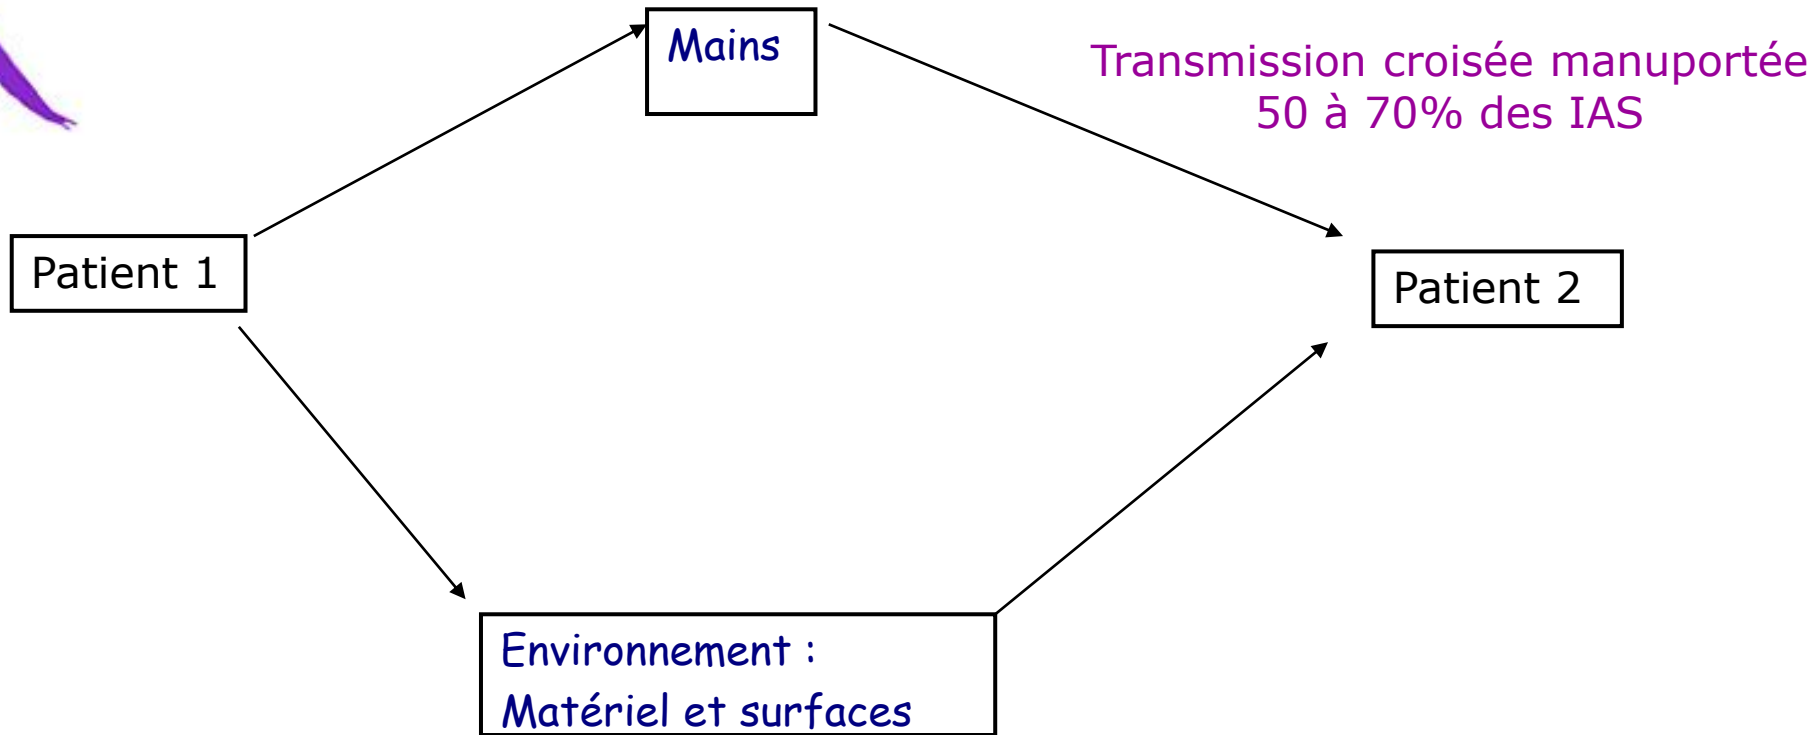 Mains
Transmission croisée manuportée
50 à 70% des IAS
Patient 1
Patient 2
Environnement :
Matériel et surfaces